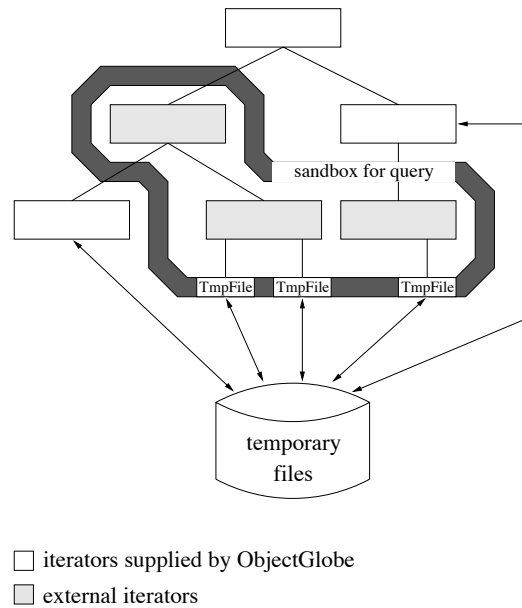 sandbox for query
TmpFile TmpFile TmpFile
temporary
files
iterators supplied by ObjectGlobe
external iterators